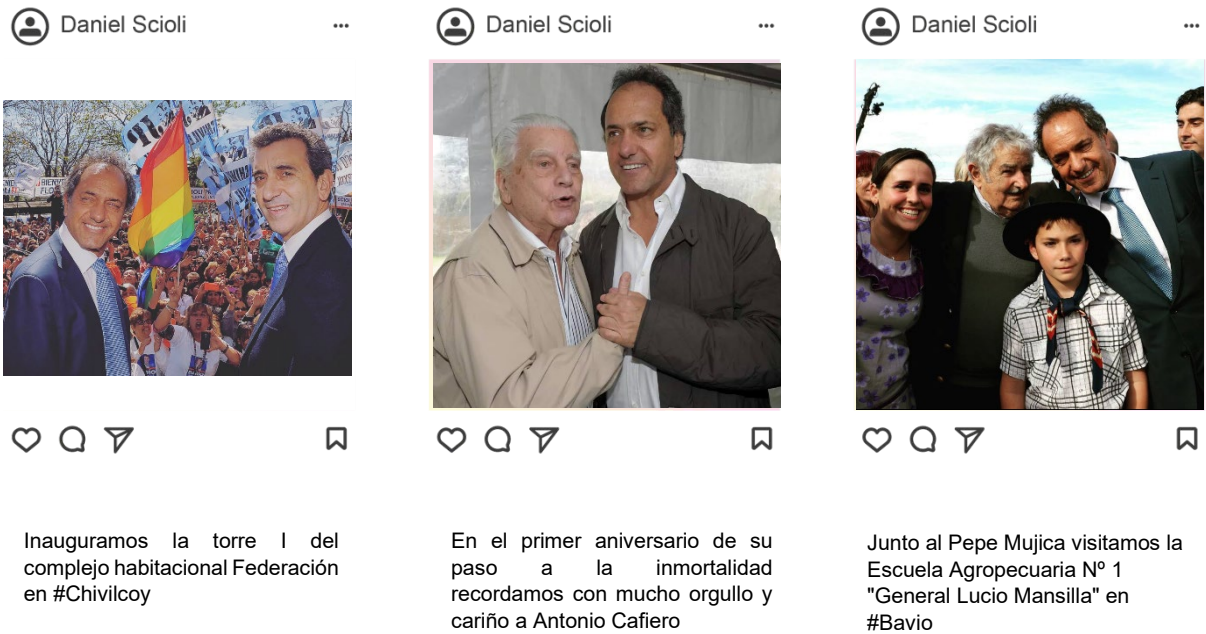 Daniel Scioli
Inauguramos la torre I del
complejo habitacional Federación
en #Chivilcoy
Daniel Scioli
En el primer aniversario de su
paso a la inmortalidad
recordamos con mucho orgullo y
cariño a Antonio Cafiero
Daniel Scioli
Junto al Pepe Mujica visitamos la
Escuela Agropecuaria Nº 1
"General Lucio Mansilla" en
#Bavio